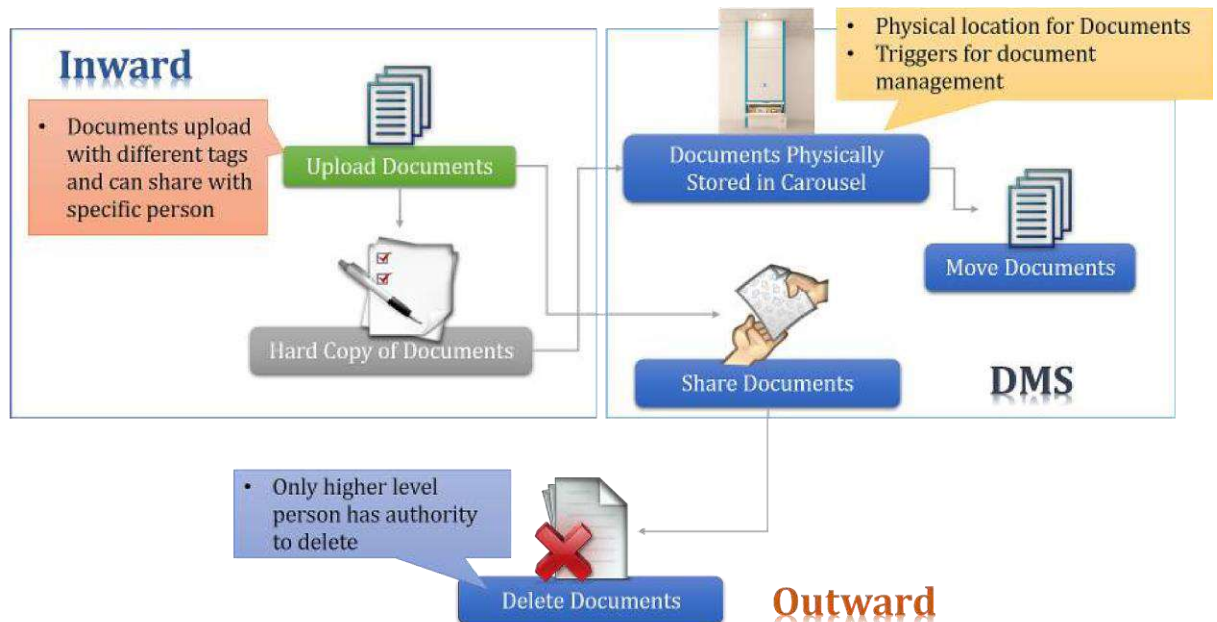 Inward
• Documents upload
with different tags
and can share with
specific person
Upload Documents
Hard Copy of Documents
• Physical location for Documents
• Triggers for document
management
Documents Physically
Stored in Carousel
Move Documents
Share Documents
DMS
• Only higher level
person has authority
to delete
Delete Documents
Outward